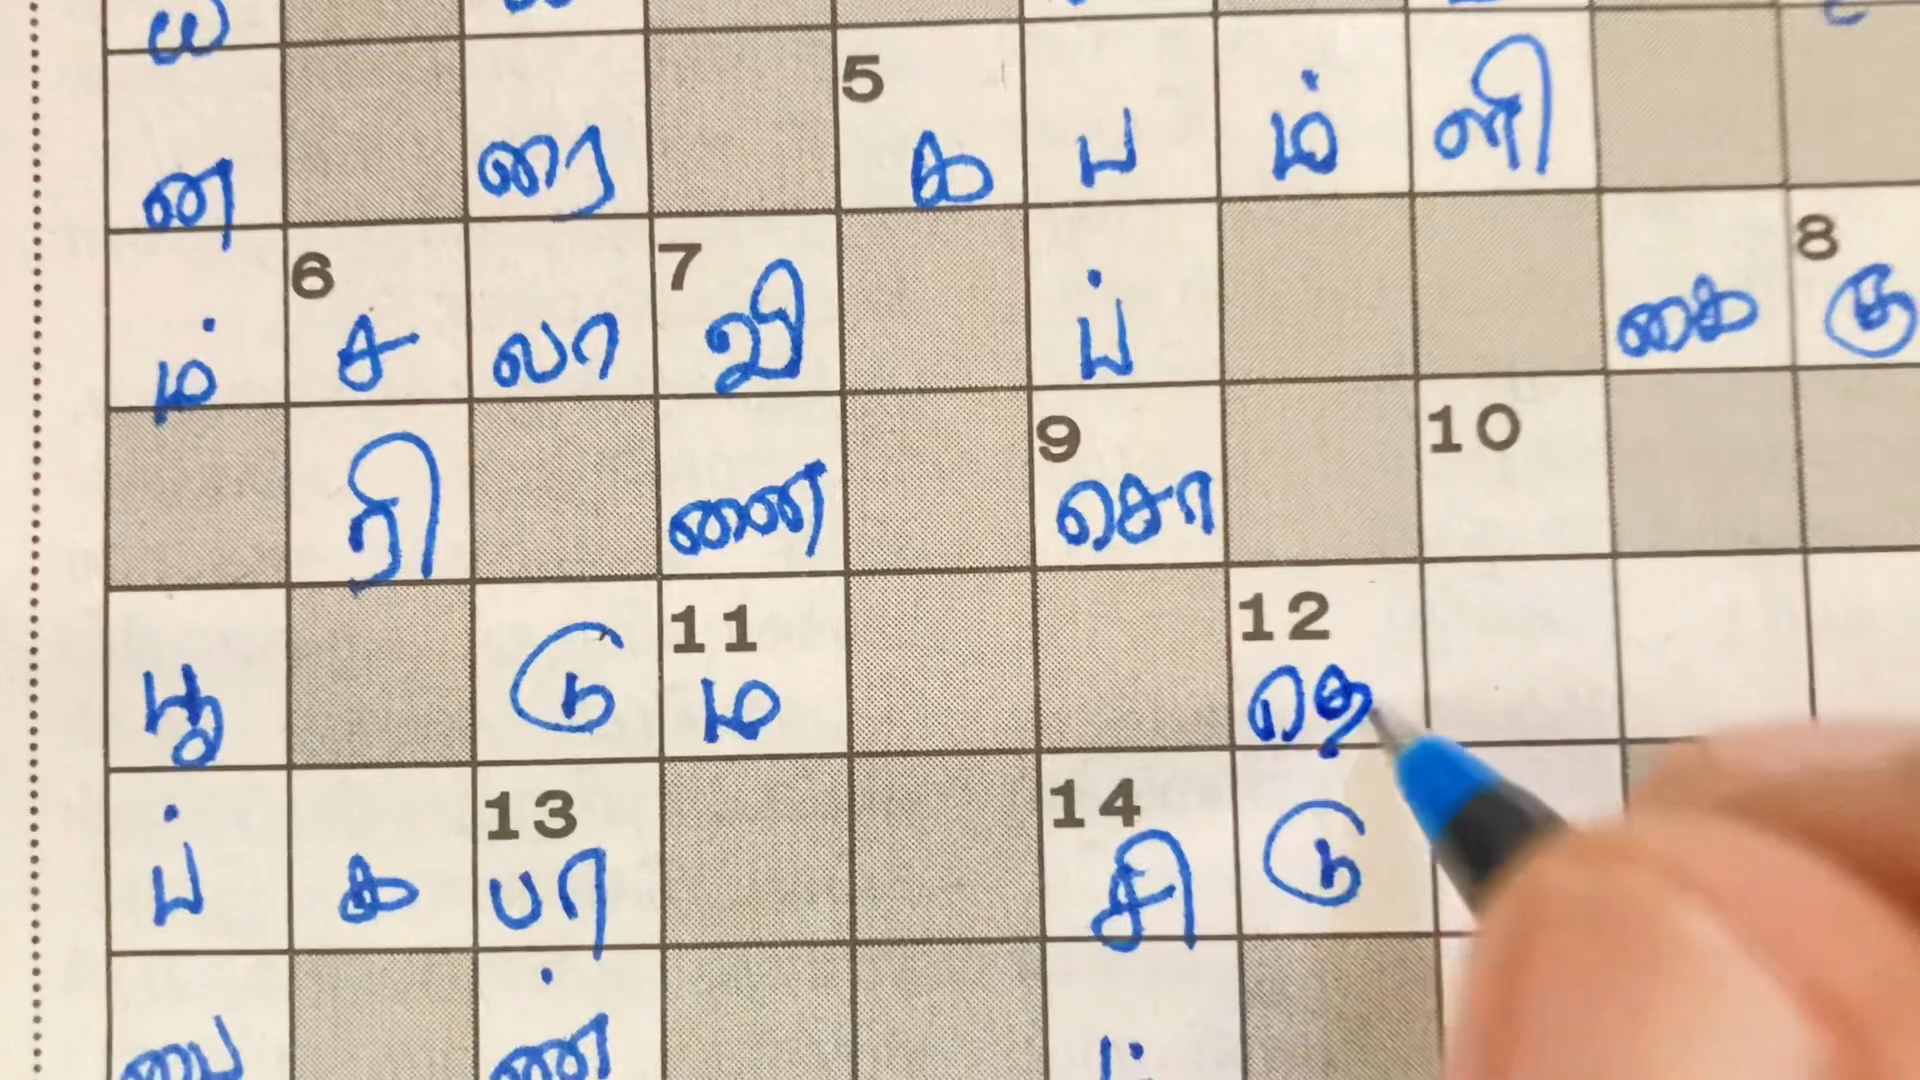 ன ரை 5 க ப ம் ளி
ம் 6 ச லா 7 வி ப் கை 8 கு
ரி ணை 9 சொ 10
பூ டு 11 ம 12 தெ
ப் க 13 பா 14 சி டு
பை ண்